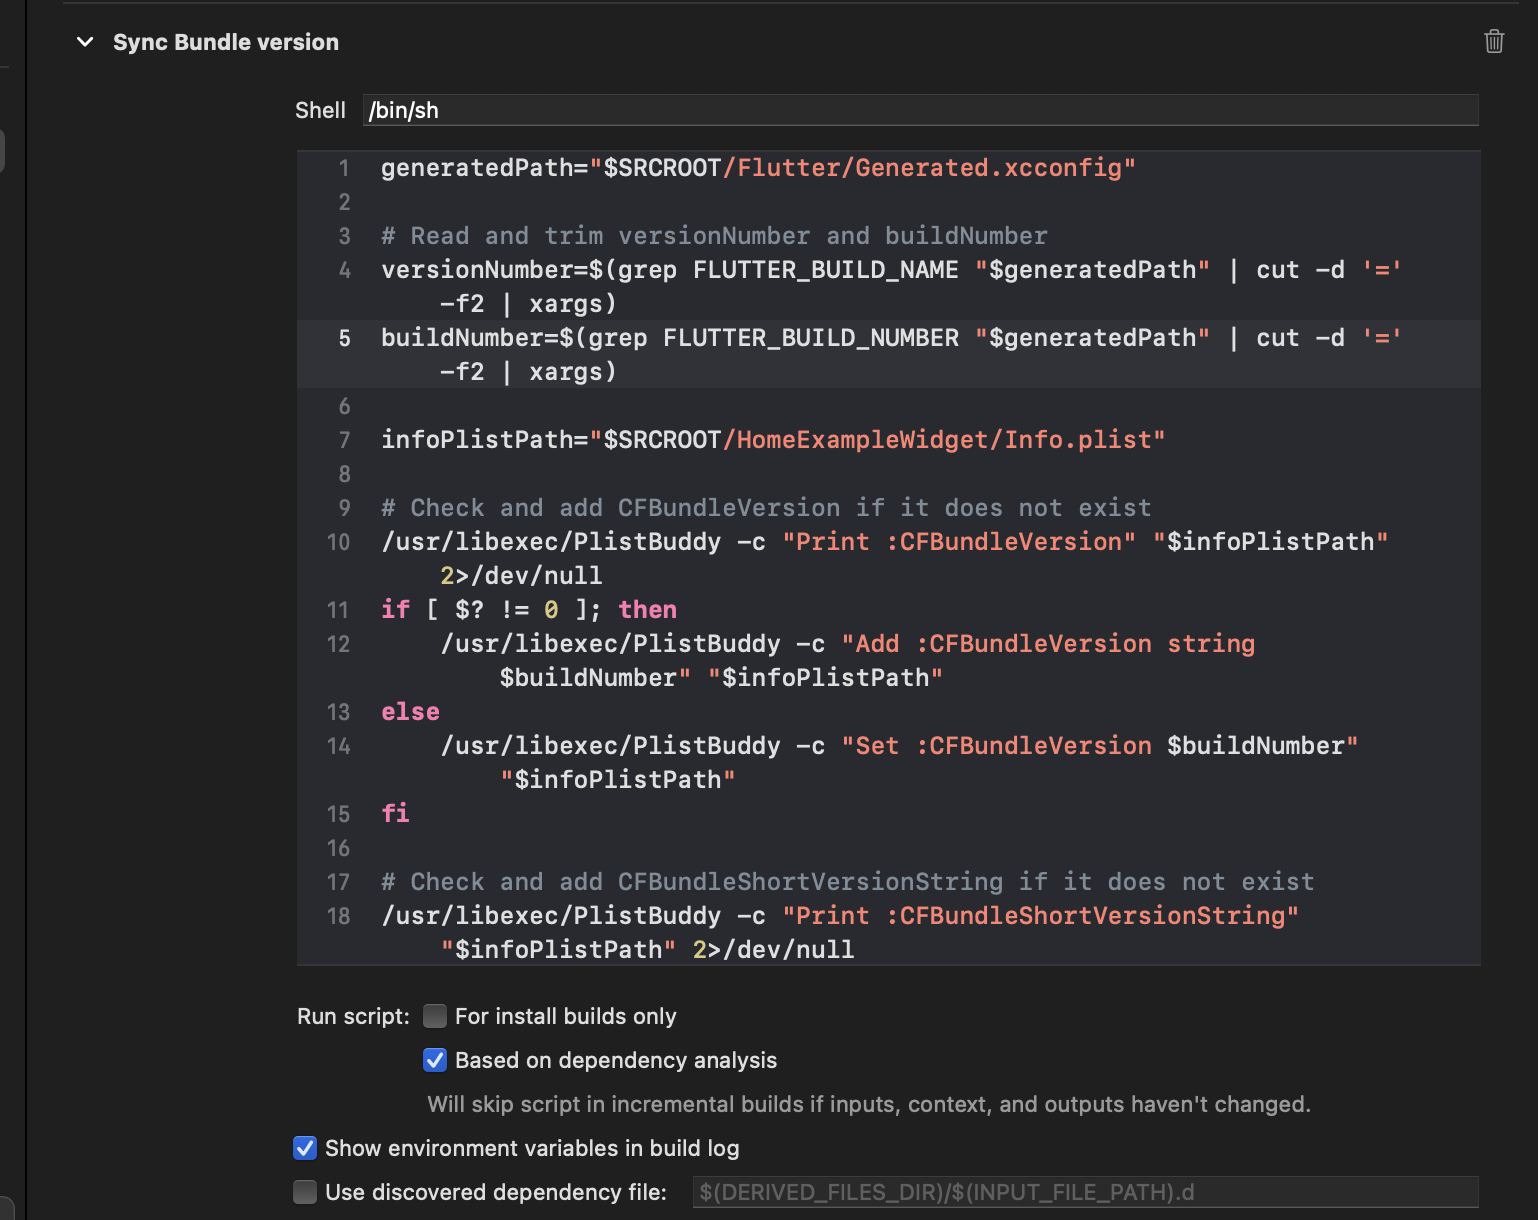 Sync Bundle version
Shell /bin/sh
1 generatedPath="$SRCROOT/Flutter/Generated.xcconfig"
2
3 # Read and trim versionNumber and buildNumber
4 versionNumber=$(grep FLUTTER_BUILD_NAME "$generatedPath" | cut -d '='
-f2 | xargs)
5 buildNumber=$(grep FLUTTER_BUILD_NUMBER "$generatedPath" | cut -d '='
-f2 | xargs)
6
7 infoPlistPath="$SRCROOT/HomeExampleWidget/Info.plist"
8
9 # Check and add CFBundleVersion if it does not exist
10 /usr/libexec/PlistBuddy -c "Print :CFBundleVersion" "$infoPlistPath"
2>/dev/null
11 if [ $? != 0 ]; then
12 /usr/libexec/PlistBuddy -c "Add :CFBundleVersion string
$buildNumber" "$infoPlistPath"
13 else
14 /usr/libexec/PlistBuddy -c "Set :CFBundleVersion $buildNumber"
"$infoPlistPath"
15 fi
16
17 # Check and add CFBundleShortVersionString if it does not exist
18 /usr/libexec/PlistBuddy -c "Print :CFBundleShortVersionString"
"$infoPlistPath" 2>/dev/null
Run script: For install builds only
Based on dependency analysis
Will skip script in incremental builds if inputs, context, and outputs haven't changed.
Show environment variables in build log
Use discovered dependency file: $(DERIVED_FILES_DIR)/$(INPUT_FILE_PATH).d